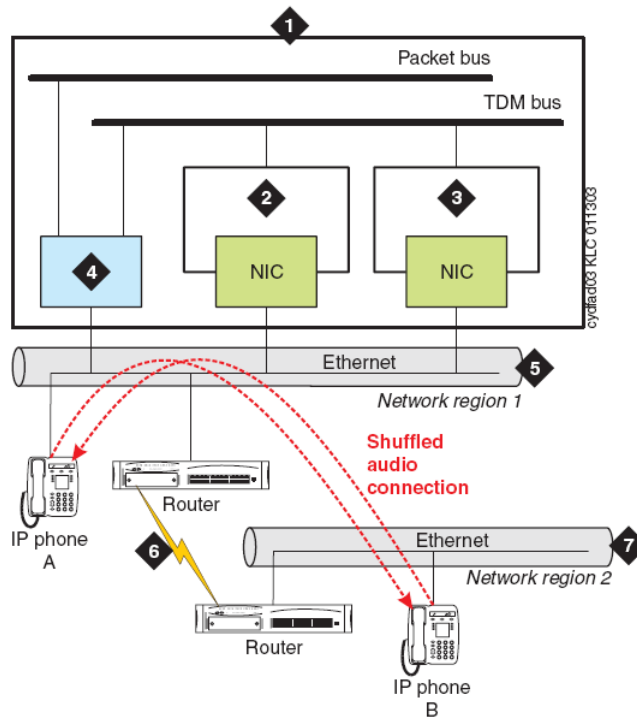 1
Packet bus
TDM bus
2
3
4
NIC
NIC
cydfad03 KLC 011303
Ethernet
5
Network region 1
Shuffled
audio
connection
IP phone
A
Router
6
Ethernet
7
Network region 2
Router
IP phone
B